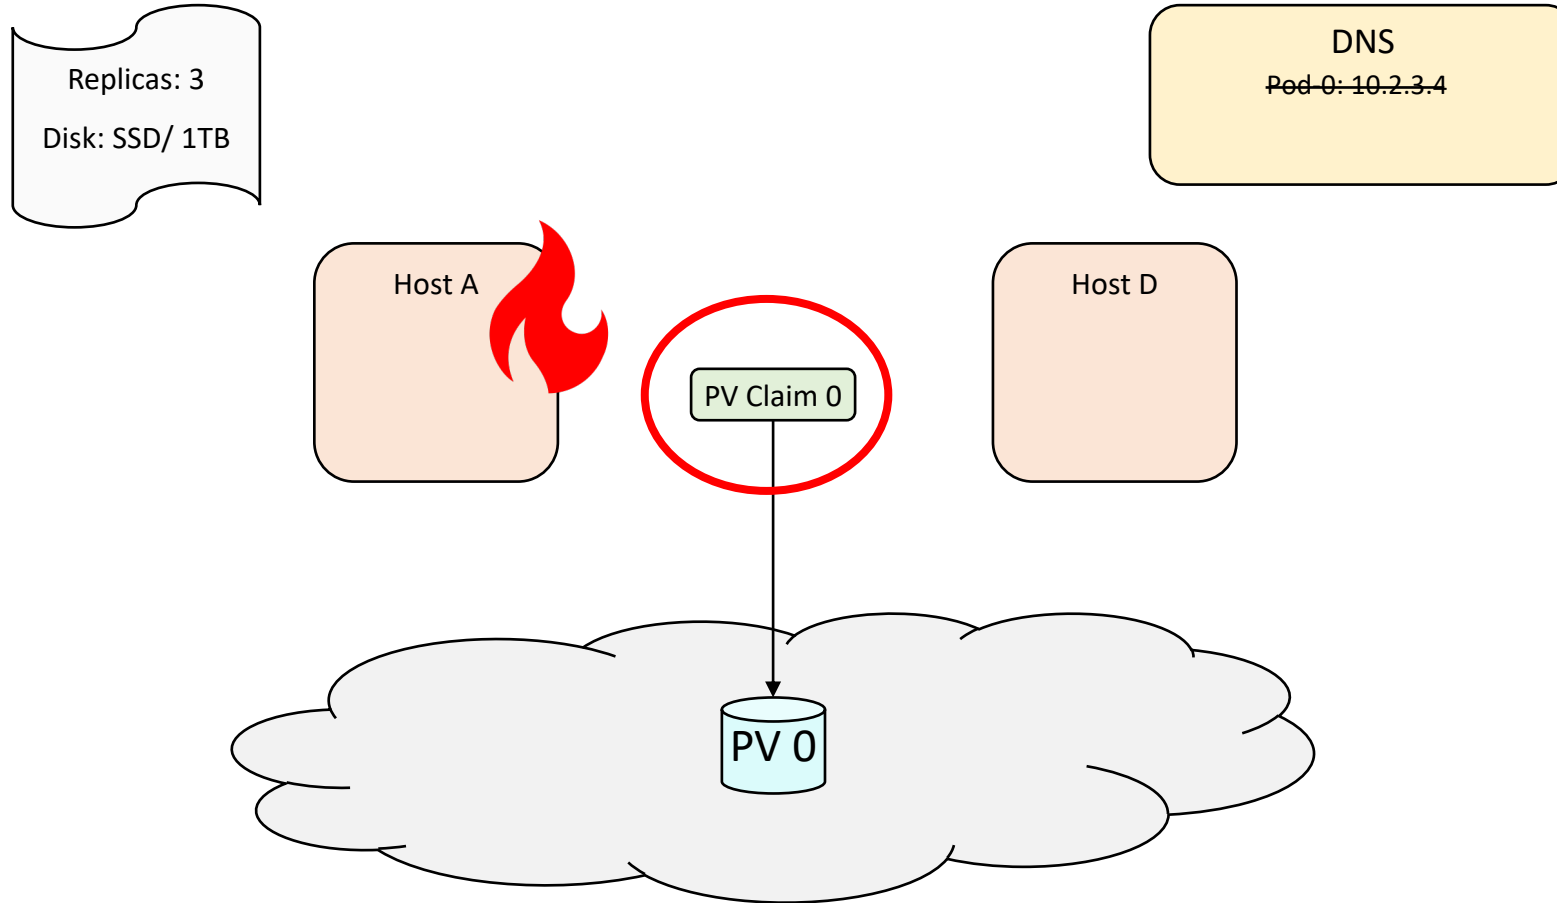 Replicas: 3
Disk: SSD/ 1TB
DNS
Pod-0: 10.2.3.4
Host A
PV Claim 0
Host D
PV 0